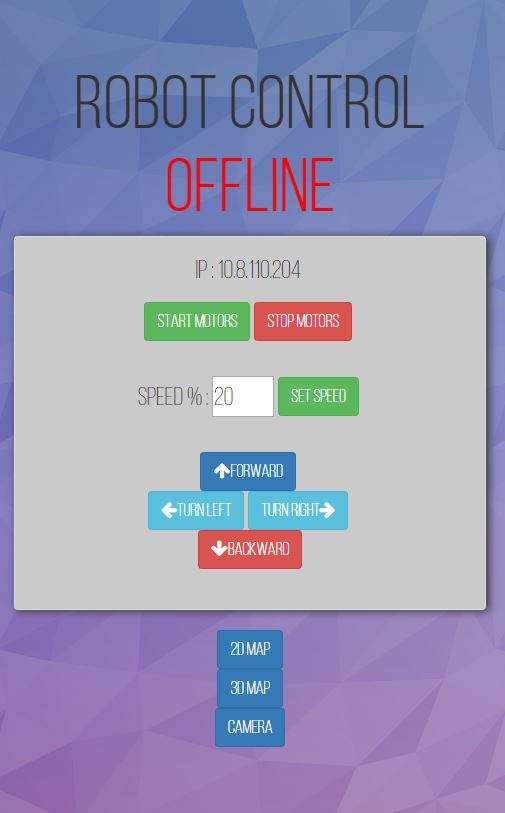 ROBOT CONTROL
OFFLINE
IP : 10.8.110.204
START MOTORS STOP MOTORS
SPEED % : 20 SET SPEED
FORWARD
TURN LEFT TURN RIGHT
BACKWARD
2D MAP
3D MAP
CAMERA